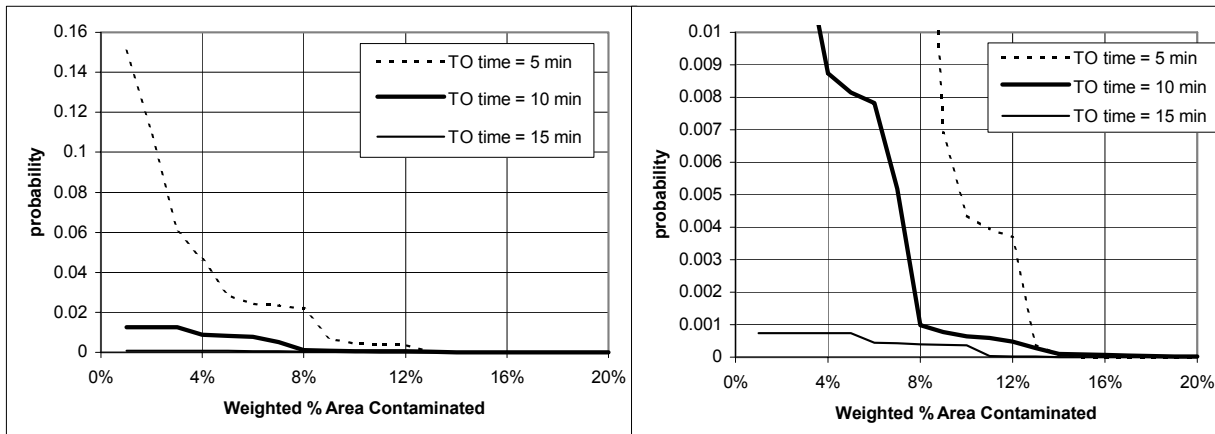 0.16
0.14
0.12
0.1
0.08
0.06
0.04
0.02
0
probability
TO time = 5 min
TO time = 10 min
TO time = 15 min
0% 4% 8% 12% 16% 20%
Weighted % Area Contaminated
0.01
0.009
0.008
0.007
0.006
0.005
0.004
0.003
0.002
0.001
0
probability
TO time = 5 min
TO time = 10 min
TO time = 15 min
0% 4% 8% 12% 16% 20%
Weighted % Area Contaminated